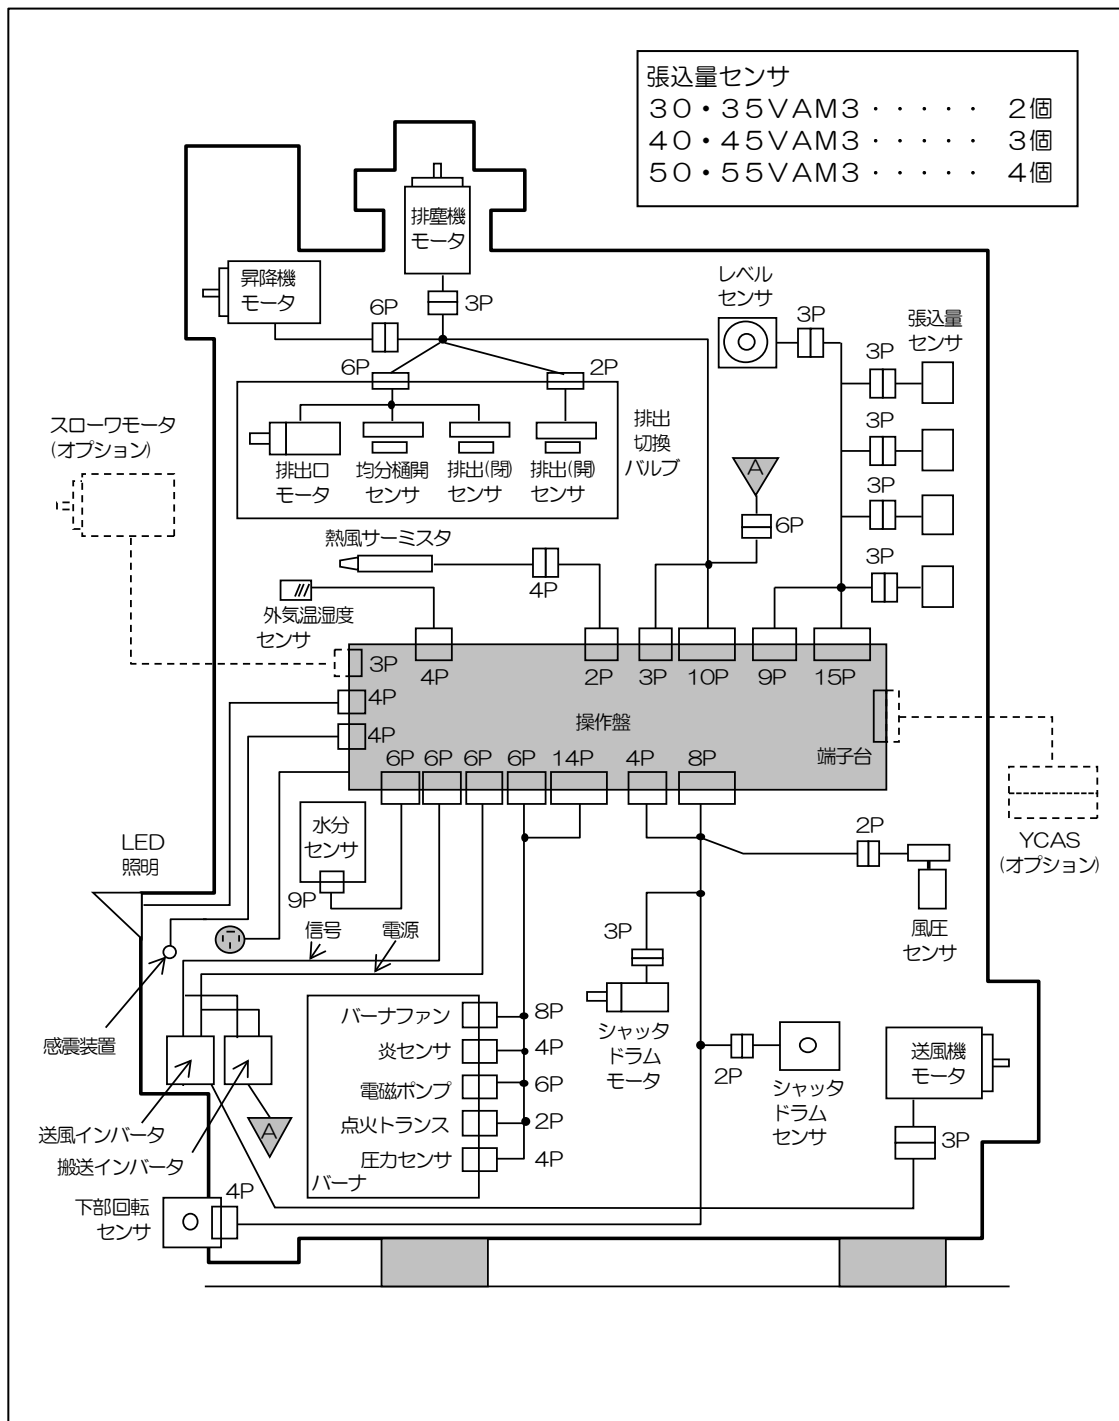 張込量センサ
30・35VAM3・・・・・ 2個
40・45VAM3・・・・・ 3個
50・55VAM3・・・・・ 4個
排塵機
モータ
昇降機
モータ
6P
3P
レベル
センサ
3P
張込量
センサ
3P
3P
3P
3P
6P
2P
スローワモータ
(オプション)
排出口
モータ
均分樋開
センサ
排出(閉)
センサ
排出(開)
センサ
排出
切換
バルブ
A
6P
熱風サーミスタ
4P
外気温湿度
センサ
3P
4P
2P
3P
10P
9P
15P
4P
4P
操作盤
端子台
6P
6P
6P
6P
14P
4P
8P
水分
センサ
9P
LED
照明
YCAS
(オプション)
2P
風圧
センサ
信号
電源
3P
シャッタ
ドラム
モータ
感震装置
バーナファン
8P
炎センサ
4P
電磁ポンプ
6P
点火トランス
2P
圧力センサ
4P
バーナ
2P
シャッタ
ドラム
センサ
送風機
モータ
3P
A
送風インバータ
搬送インバータ
下部回転
センサ
4P